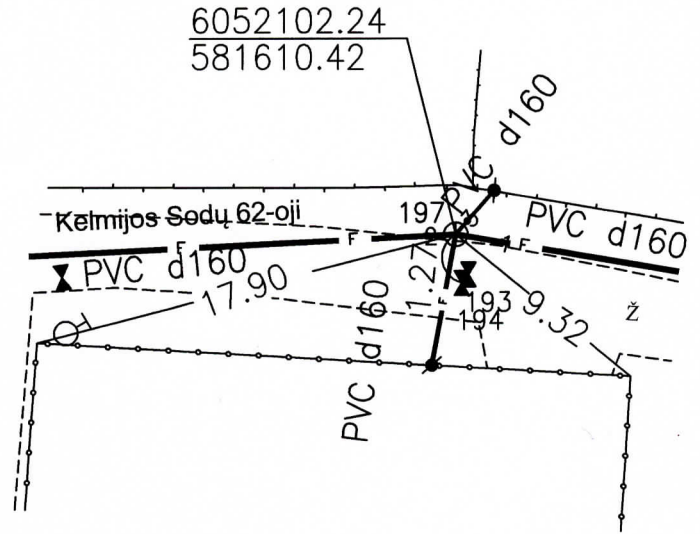 6052102.24
581610.42
PVC d160
197
Kelmijos Sodų 62-oji
PVC d160
F
F
F
PVC d160
17.90
1.27
193
194
9.32
Ž
F
PVC d160